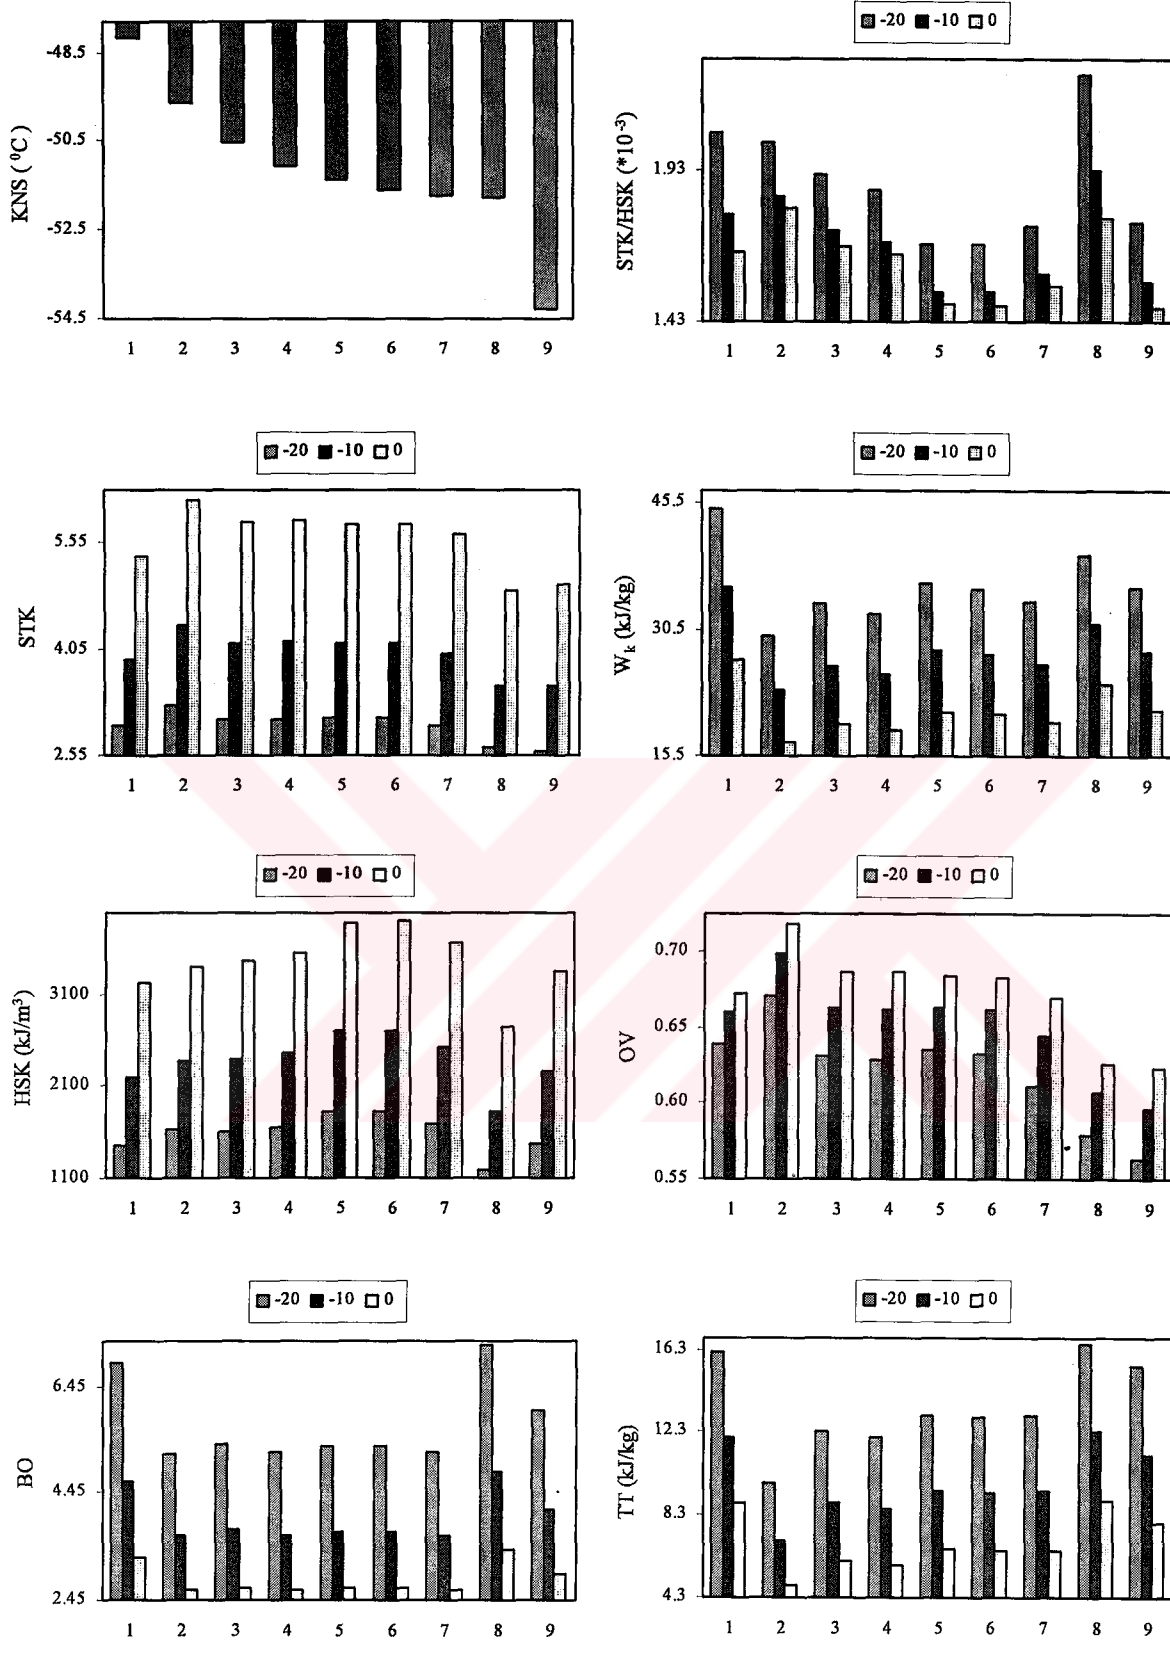 -20 -10 0
KNS ( ⁰C )
-48.5
-50.5
-52.5
-54.5
1 2 3 4 5 6 7 8 9
STK/HSK (*10⁻³)
1.93
1.43
1 2 3 4 5 6 7 8 9
-20 -10 0
STK
5.55
4.05
2.55
1 2 3 4 5 6 7 8 9
-20 -10 0
Wk (kJ/kg)
45.5
30.5
15.5
1 2 3 4 5 6 7 8 9
-20 -10 0
HSK (kJ/m³)
3100
2100
1100
1 2 3 4 5 6 7 8 9
-20 -10 0
OV
0.70
0.65
0.60
0.55
1 2 3 4 5 6 7 8 9
-20 -10 0
BO
6.45
4.45
2.45
1 2 3 4 5 6 7 8 9
-20 -10 0
TT (kJ/kg)
16.3
12.3
8.3
4.3
1 2 3 4 5 6 7 8 9